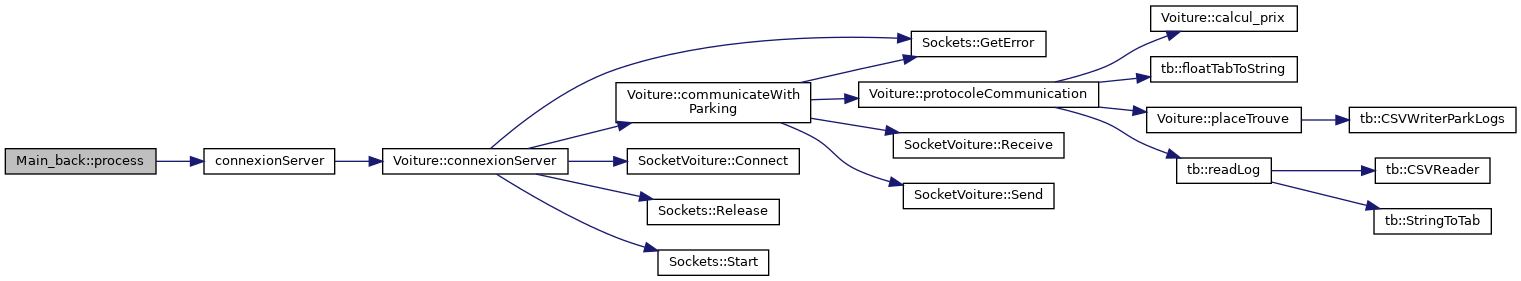 Main_back::process
connexionServer
Voiture::connexionServer
Sockets::GetError
Voiture::communicateWith
Parking
Voiture::protocoleCommunication
Voiture::calcul_prix
tb::floatTabToString
Voiture::placeTrouve
tb::CSVWriterParkLogs
tb::readLog
tb::CSVReader
tb::StringToTab
SocketVoiture::Receive
SocketVoiture::Send
SocketVoiture::Connect
Sockets::Release
Sockets::Start